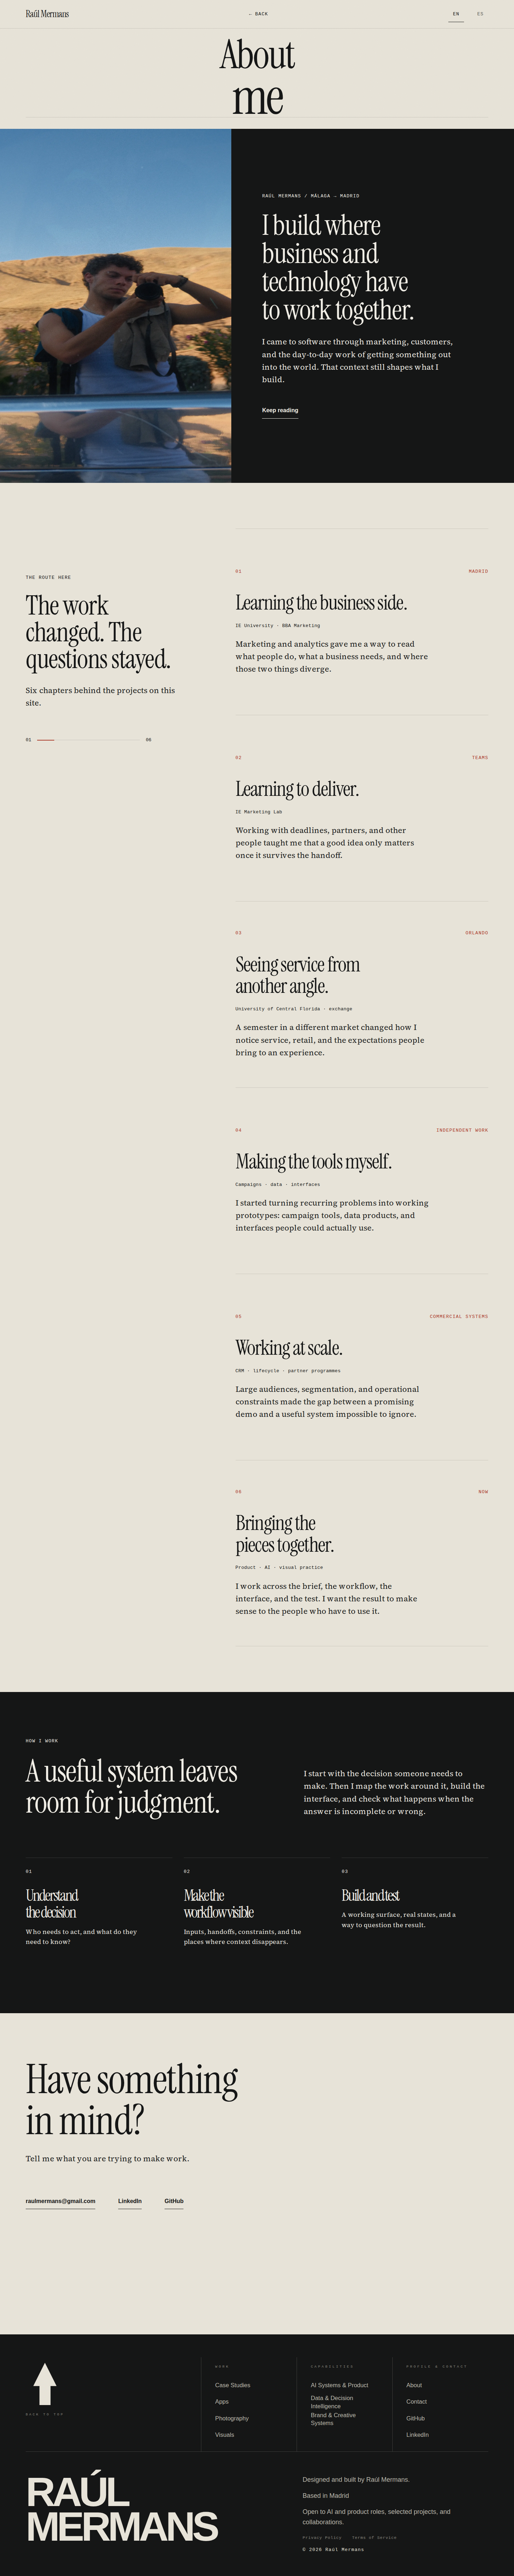 Raúl Mermans
← BACK
EN
ES
About
me
RAÚL MERMANS / MÁLAGA → MADRID
I build where
business and
technology have
to work together.
I came to software through marketing, customers,
and the day-to-day work of getting something out
into the world. That context still shapes what I
build.
Keep reading
THE ROUTE HERE
The work
changed. The
questions stayed.
Six chapters behind the projects on this
site.
01
06
01
MADRID
Learning the business side.
IE University · BBA Marketing
Marketing and analytics gave me a way to read
what people do, what a business needs, and where
those two things diverge.
02
TEAMS
Learning to deliver.
IE Marketing Lab
Working with deadlines, partners, and other
people taught me that a good idea only matters
once it survives the handoff.
03
ORLANDO
Seeing service from
another angle.
University of Central Florida · exchange
A semester in a different market changed how I
notice service, retail, and the expectations people
bring to an experience.
04
INDEPENDENT WORK
Making the tools myself.
Campaigns · data · interfaces
I started turning recurring problems into working
prototypes: campaign tools, data products, and
interfaces people could actually use.
05
COMMERCIAL SYSTEMS
Working at scale.
CRM · lifecycle · partner programmes
Large audiences, segmentation, and operational
constraints made the gap between a promising
demo and a useful system impossible to ignore.
06
NOW
Bringing the
pieces together.
Product · AI · visual practice
I work across the brief, the workflow, the
interface, and the test. I want the result to make
sense to the people who have to use it.
HOW I WORK
A useful system leaves
room for judgment.
I start with the decision someone needs to
make. Then I map the work around it, build the
interface, and check what happens when the
answer is incomplete or wrong.
01
Understand
the decision
Who needs to act, and what do they
need to know?
02
Make the
workflow visible
Inputs, handoffs, constraints, and the
places where context disappears.
03
Build and test
A working surface, real states, and a
way to question the result.
Have something
in mind?
Tell me what you are trying to make work.
raulmermans@gmail.com
LinkedIn
GitHub
BACK TO TOP
WORK
Case Studies
Apps
Photography
Visuals
CAPABILITIES
AI Systems & Product
Data & Decision
Intelligence
Brand & Creative
Systems
PROFILE & CONTACT
About
Contact
GitHub
LinkedIn
RAÚL
MERMANS
Designed and built by Raúl Mermans.
Based in Madrid
Open to AI and product roles, selected projects, and
collaborations.
Privacy Policy
Terms of Service
© 2026 Raúl Mermans